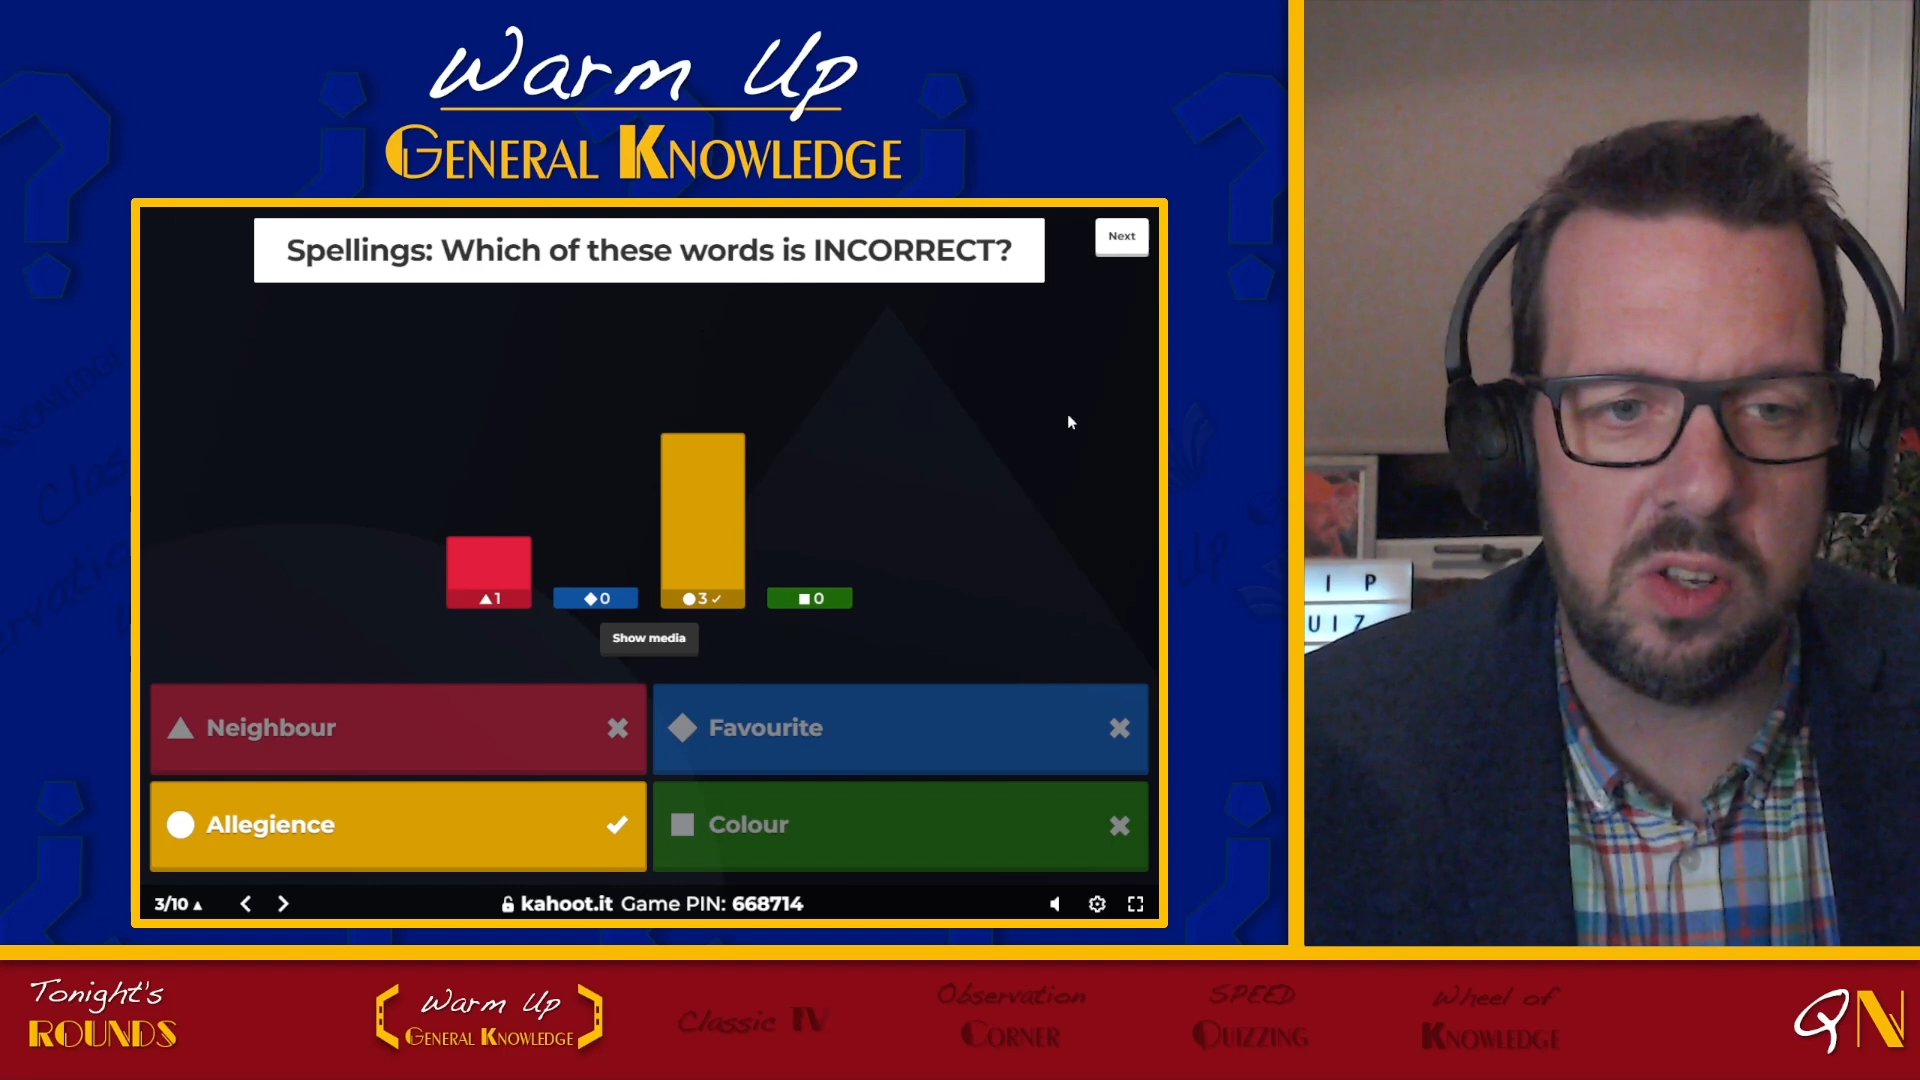 Warm Up
GENERAL KNOWLEDGE
Spellings: Which of these words is INCORRECT?
Next
1
0
3
0
Show media
Neighbour
Favourite
Allegience
Colour
3/10
kahoot.it Game PIN: 668714
I P
UIZ
Tonight's
ROUNDS
Warm Up
GENERAL KNOWLEDGE
Classic TV
Observation
CORNER
SPEED
QUIZZING
Wheel of
KNOWLEDGE
QN